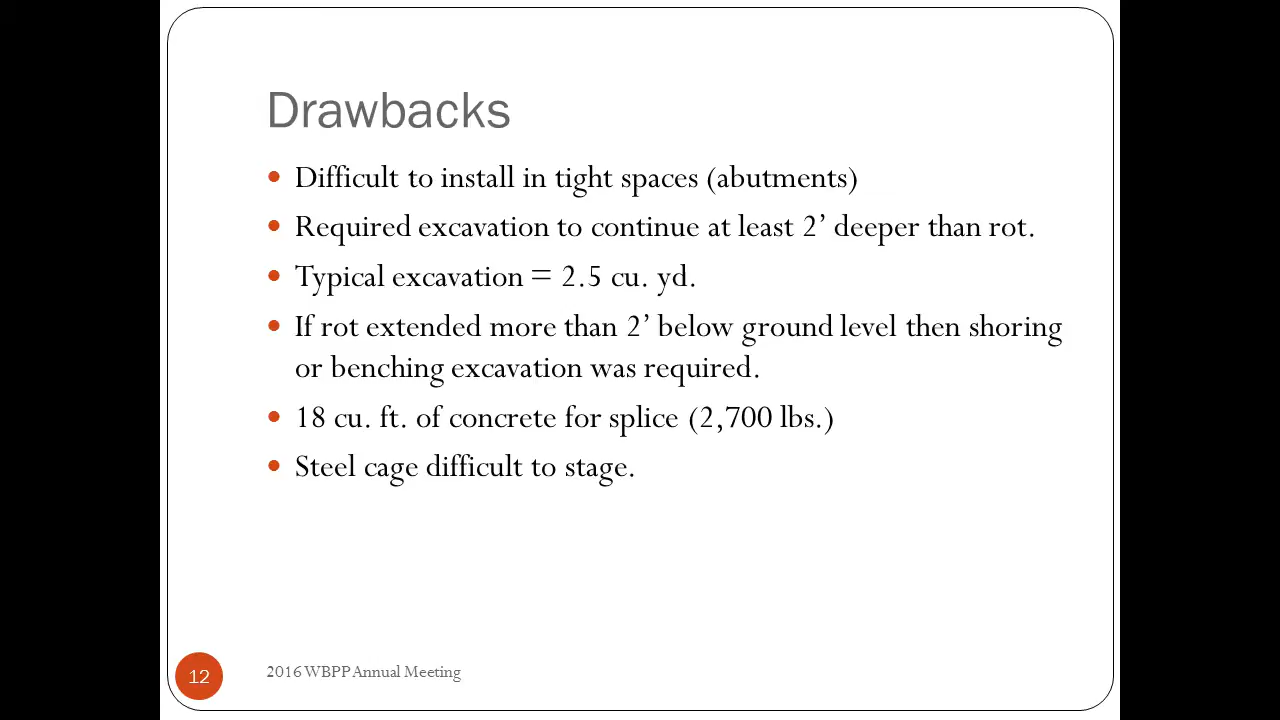 Drawbacks
• Difficult to install in tight spaces (abutments)
• Required excavation to continue at least 2’ deeper than rot.
• Typical excavation = 2.5 cu. yd.
• If rot extended more than 2’ below ground level then shoring
or benching excavation was required.
• 18 cu. ft. of concrete for splice (2,700 lbs.)
• Steel cage difficult to stage.
12
2016 WBPP Annual Meeting